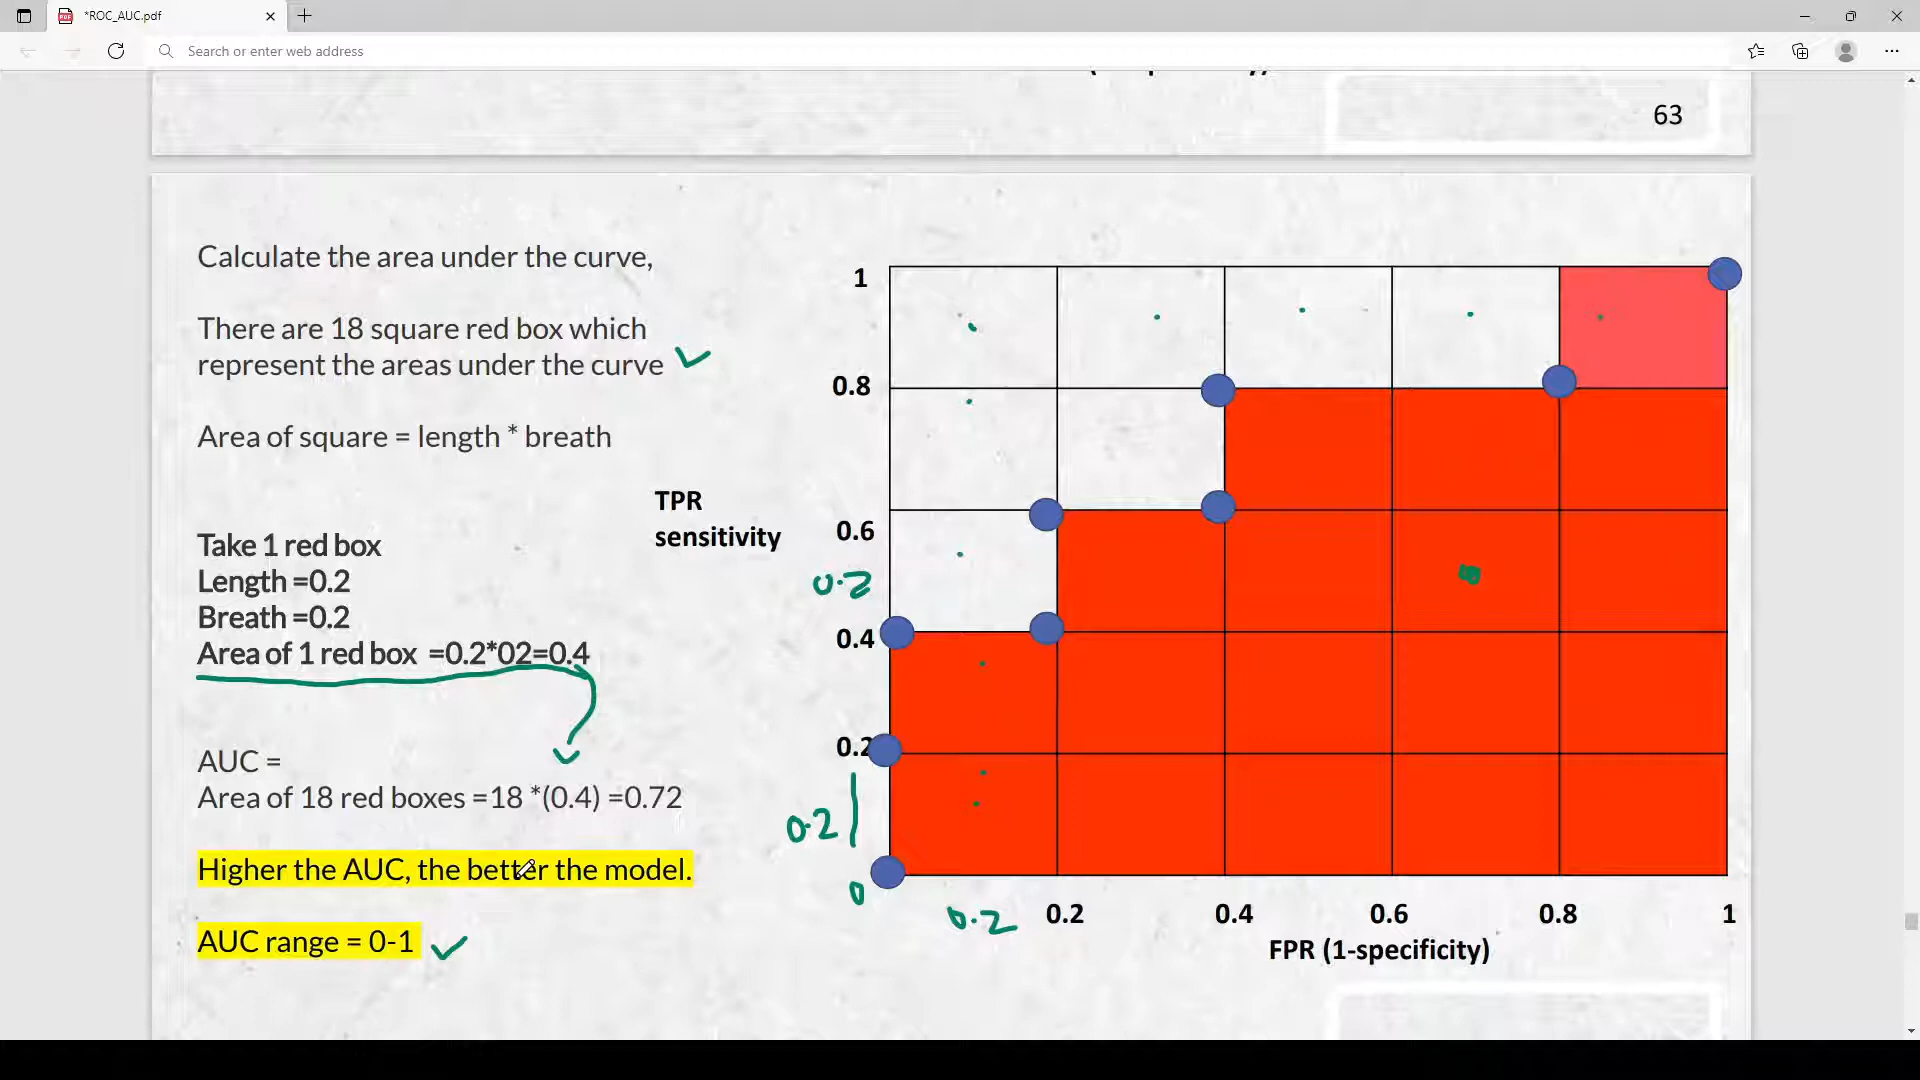 *ROC_AUC.pdf
Search or enter web address
63
Calculate the area under the curve,
There are 18 square red box which
represent the areas under the curve
Area of square = length * breath
Take 1 red box
Length =0.2
Breath =0.2
Area of 1 red box =0.2*02=0.4
AUC =
Area of 18 red boxes =18 *(0.4) =0.72
Higher the AUC, the better the model.
AUC range = 0-1
TPR
sensitivity
1
0.8
0.6
0.2
0.4
0.2
0.2
0
0.2
0.2
0.4
0.6
0.8
1
FPR (1-specificity)